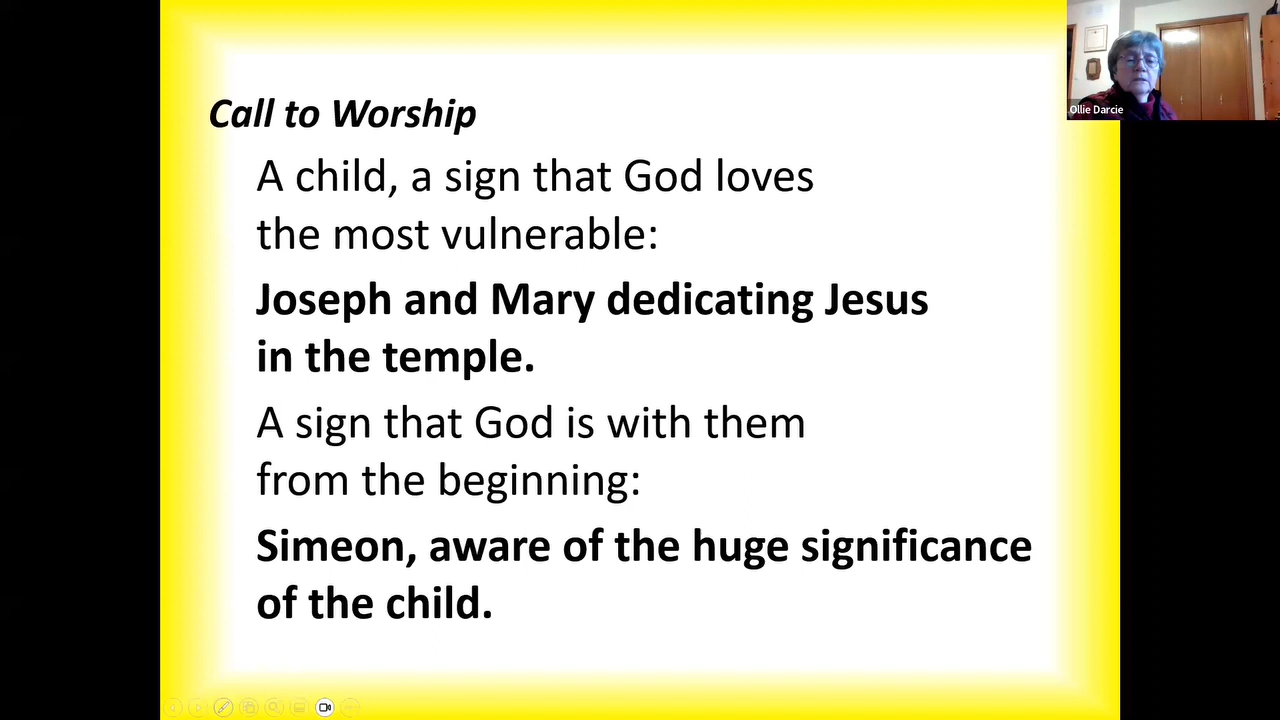 Call to Worship
A child, a sign that God loves
the most vulnerable:
Joseph and Mary dedicating Jesus
in the temple.
A sign that God is with them
from the beginning:
Simeon, aware of the huge significance
of the child.
Ollie Darcie